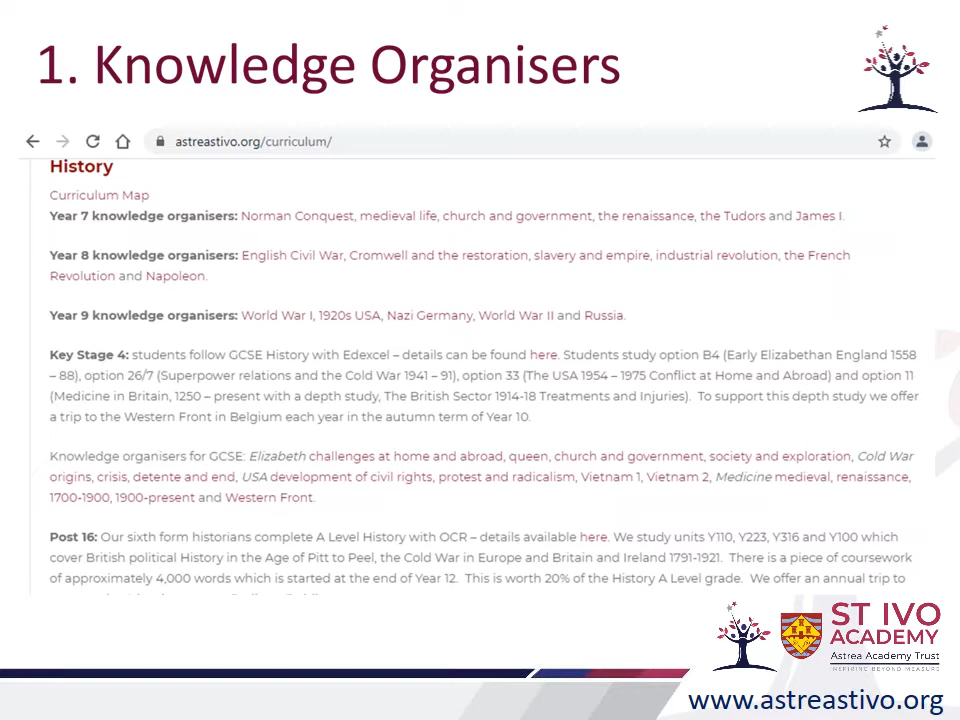 1. Knowledge Organisers
astreastivo.org/curriculum/
History
Curriculum Map
Year 7 knowledge organisers: Norman Conquest, medieval life, church and government, the renaissance, the Tudors and James I.
Year 8 knowledge organisers: English Civil War, Cromwell and the restoration, slavery and empire, industrial revolution, the French
Revolution and Napoleon.
Year 9 knowledge organisers: World War I, 1920s USA, Nazi Germany, World War II and Russia.
Key Stage 4: students follow GCSE History with Edexcel – details can be found here. Students study option B4 (Early Elizabethan England 1558
– 88), option 26/7 (Superpower relations and the Cold War 1941 – 91), option 33 (The USA 1954 – 1975 Conflict at Home and Abroad) and option 11
(Medicine in Britain, 1250 – present with a depth study, The British Sector 1914-18 Treatments and Injuries).  To support this depth study we offer
a trip to the Western Front in Belgium each year in the autumn term of Year 10.
Knowledge organisers for GCSE: Elizabeth challenges at home and abroad, queen, church and government, society and exploration, Cold War
origins, crisis, detente and end, USA development of civil rights, protest and radicalism, Vietnam 1, Vietnam 2, Medicine medieval, renaissance,
1700-1900, 1900-present and Western Front.
Post 16: Our sixth form historians complete A Level History with OCR – details available here. We study units Y110, Y223, Y316 and Y100 which
cover British political History in the Age of Pitt to Peel, the Cold War in Europe and Britain and Ireland 1791-1921.  There is a piece of coursework
of approximately 4,000 words which is started at the end of Year 12.  This is worth 20% of the History A Level grade.  We offer an annual trip to
ST IVO
ACADEMY
Astrea Academy Trust
INSPIRING BEYOND MEASURE
www.astreastivo.org